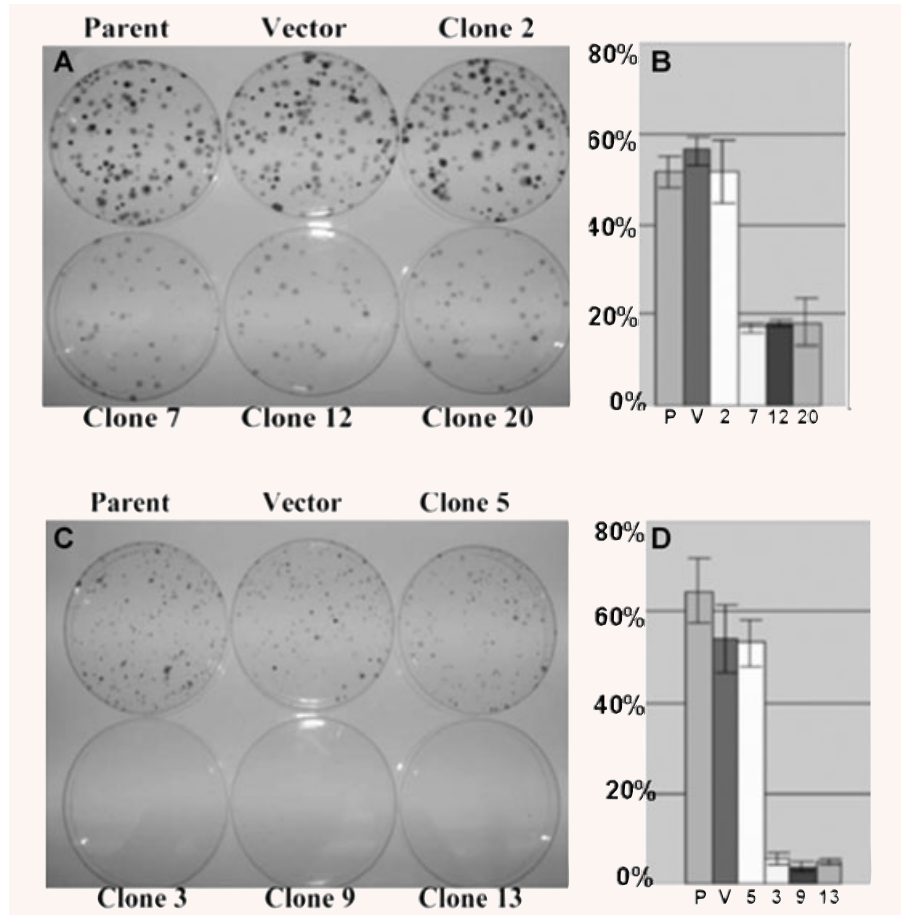 Parent Vector Clone 2
A
Clone 7 Clone 12 Clone 20
B
80%
60%
40%
20%
0%
P V 2 7 12 20
Parent Vector Clone 5
C
Clone 3 Clone 9 Clone 13
D
80%
60%
40%
20%
0%
P V 5 3 9 13